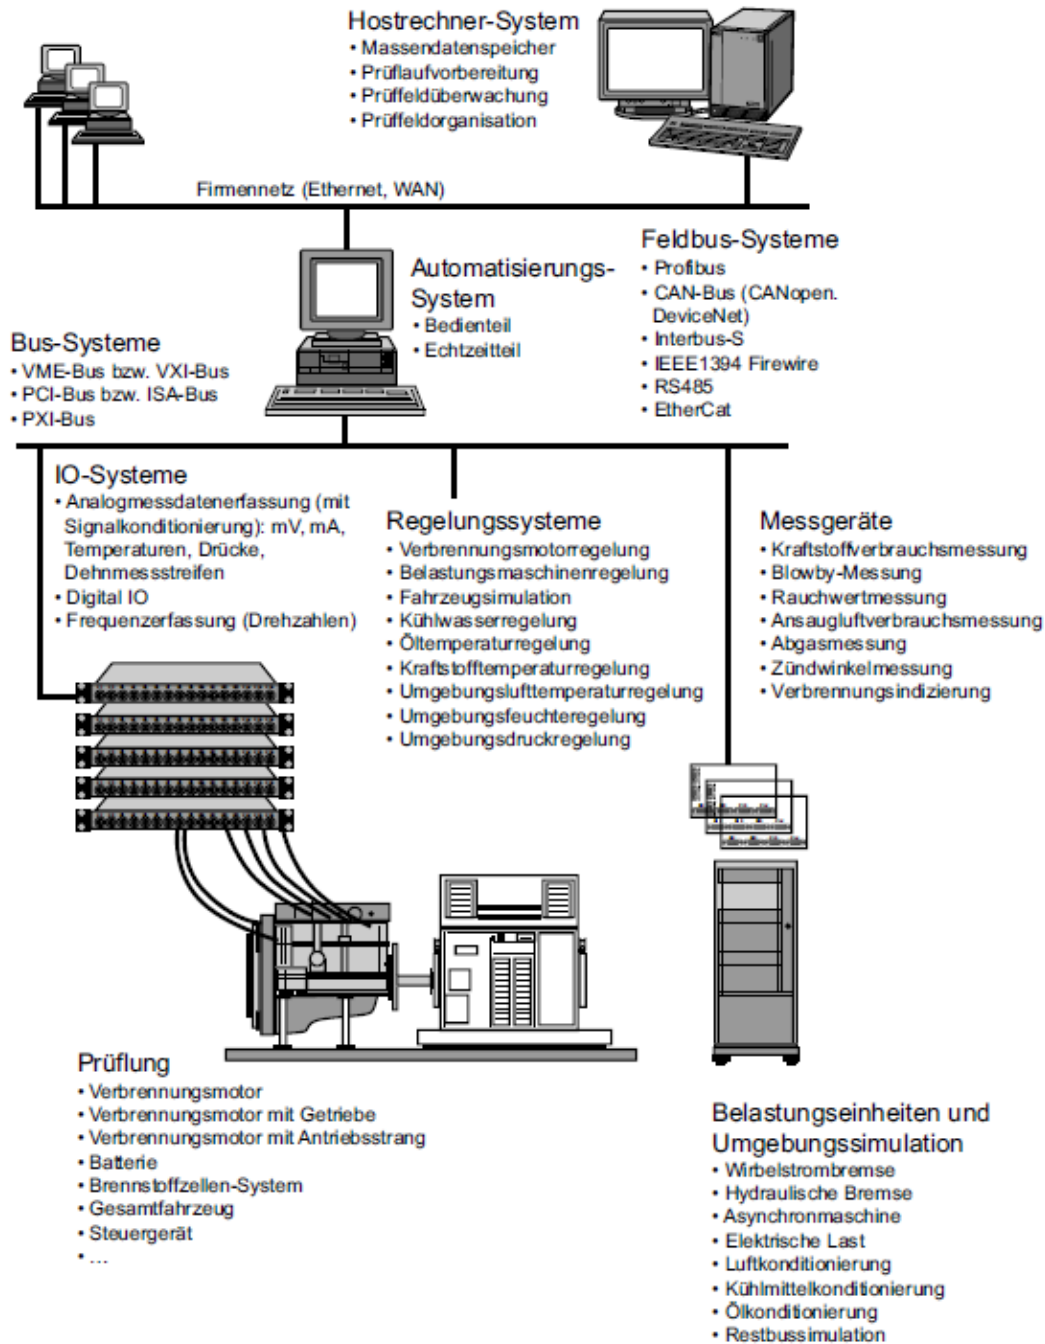 Hostrechner-System
• Massendatenspeicher
• Prüflaufvorbereitung
• Prüffeldüberwachung
• Prüffeldorganisation
Firmennetz (Ethernet, WAN)
Automatisierungs-
System
• Bedienteil
• Echtzeitteil
Feldbus-Systeme
• Profibus
• CAN-Bus (CANopen.
DeviceNet)
• Interbus-S
• IEEE1394 Firewire
• RS485
• EtherCat
Bus-Systeme
• VME-Bus bzw. VXI-Bus
• PCI-Bus bzw. ISA-Bus
• PXI-Bus
IO-Systeme
• Analogmessdatenerfassung (mit
Signalkonditionierung): mV, mA,
Temperaturen, Drücke,
Dehnmessstreifen
• Digital IO
• Frequenzerfassung (Drehzahlen)
Regelungssysteme
• Verbrennungsmotorregelung
• Belastungsmaschinenregelung
• Fahrzeugsimulation
• Kühlwasserregelung
• Öltemperaturregelung
• Kraftstofftemperaturregelung
• Umgebungslufttemperaturregelung
• Umgebungsfeuchteregelung
• Umgebungsdruckregelung
Messgeräte
• Kraftstoffverbrauchsmessung
• Blowby-Messung
• Rauchwertmessung
• Ansaugluftverbrauchsmessung
• Abgasmessung
• Zündwinkelmessung
• Verbrennungsindizierung
Prüflung
• Verbrennungsmotor
• Verbrennungsmotor mit Getriebe
• Verbrennungsmotor mit Antriebsstrang
• Batterie
• Brennstoffzellen-System
• Gesamtfahrzeug
• Steuergerät
• ...
Belastungseinheiten und
Umgebungssimulation
• Wirbelstrombremse
• Hydraulische Bremse
• Asynchronmaschine
• Elektrische Last
• Luftkonditionierung
• Kühlmittelkonditionierung
• Ölkonditionierung
• Restbussimulation